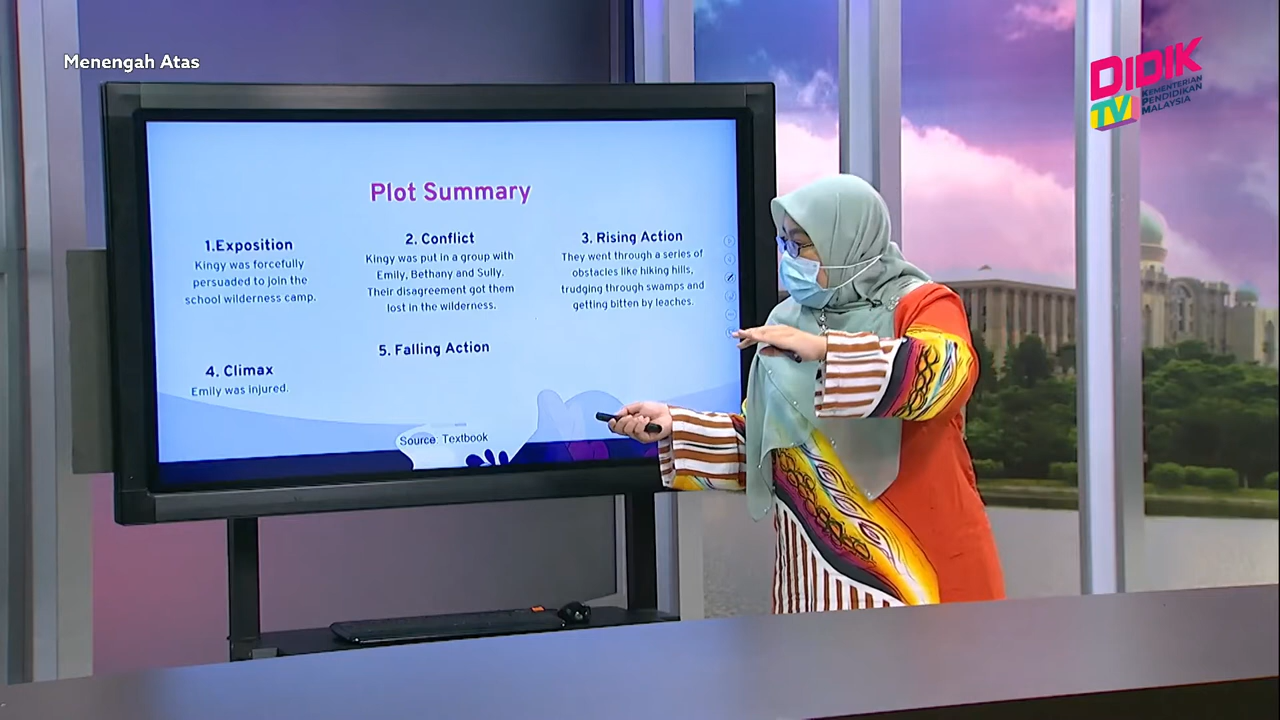 Menengah Atas
DIDIK
TV
KEMENTERIAN
PENDIDIKAN
MALAYSIA
Plot Summary
1.Exposition
Kingy was forcefully
persuaded to join the
school wilderness camp.
2. Conflict
Kingy was put in a group with
Emily, Bethany and Sully.
Their disagreement got them
lost in the wilderness.
3. Rising Action
They went through a series of
obstacles like hiking hills,
trudging through swamps and
getting bitten by leaches.
4. Climax
Emily was injured.
5. Falling Action
Source: Textbook